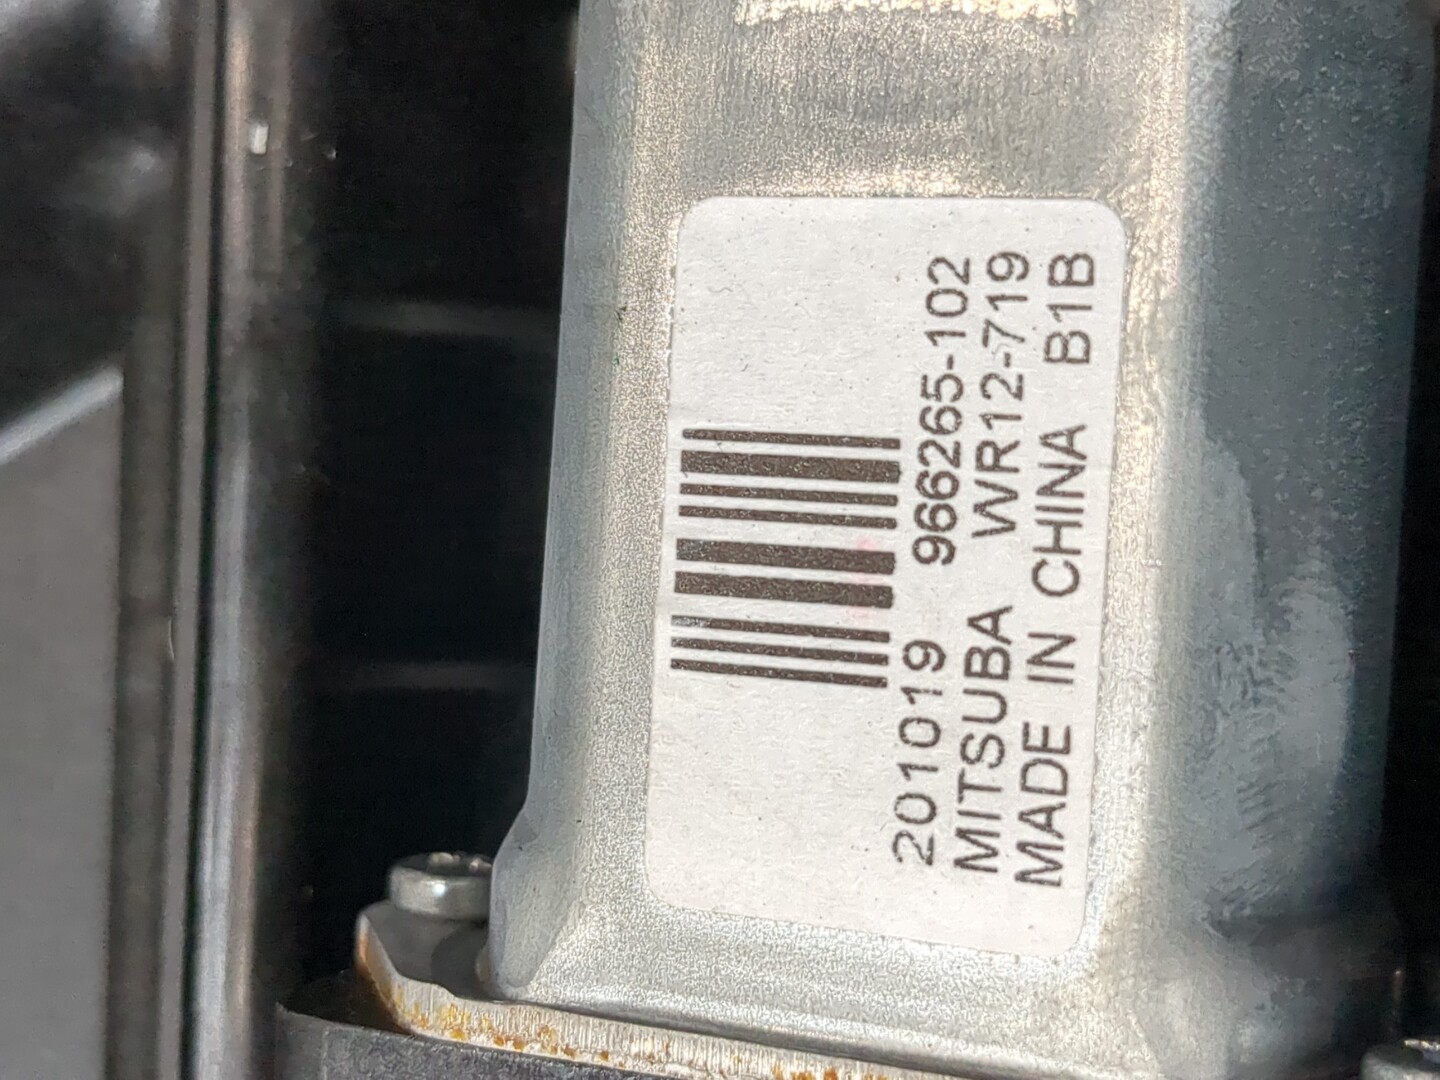 201019 966265-102
MITSUBA WR12-719
MADE IN CHINA B1B